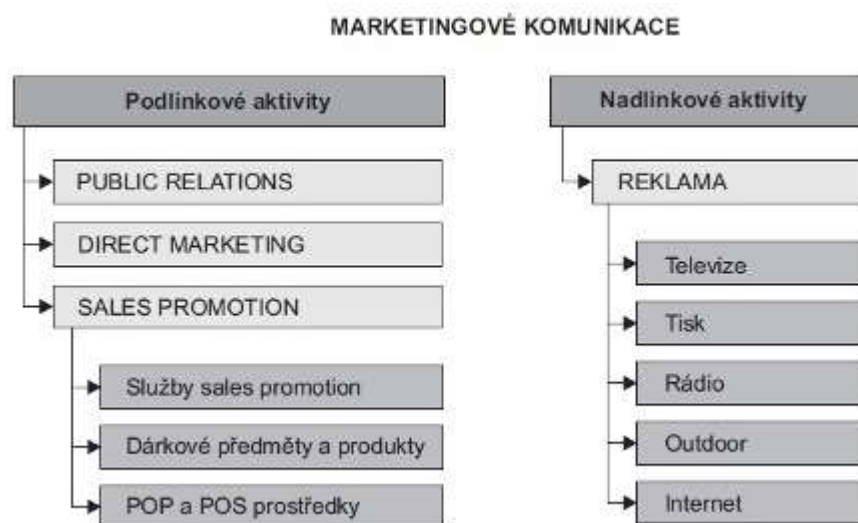 MARKETINGOVÉ KOMUNIKACE
Podlinkové aktivity
PUBLIC RELATIONS
DIRECT MARKETING
SALES PROMOTION
Služby sales promotion
Dárkové předměty a produkty
POP a POS prostředky
Nadlinkové aktivity
REKLAMA
Televize
Tisk
Rádio
Outdoor
Internet